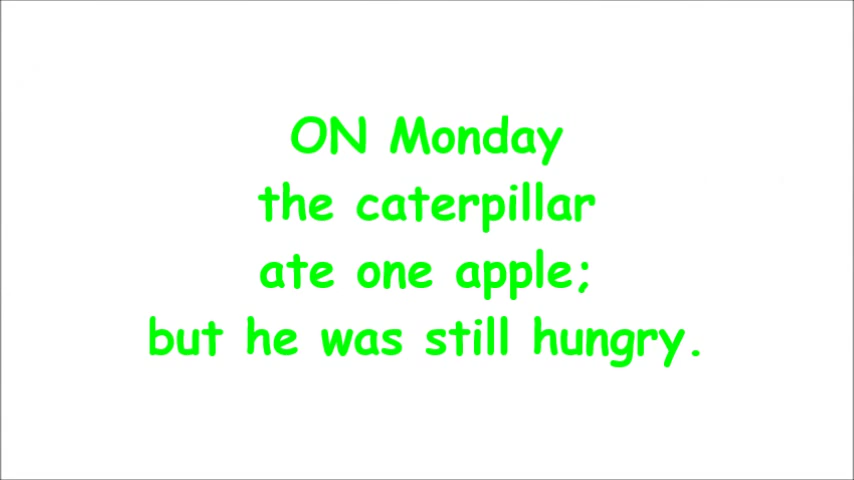 ON Monday
the caterpillar
ate one apple;
but he was still hungry.